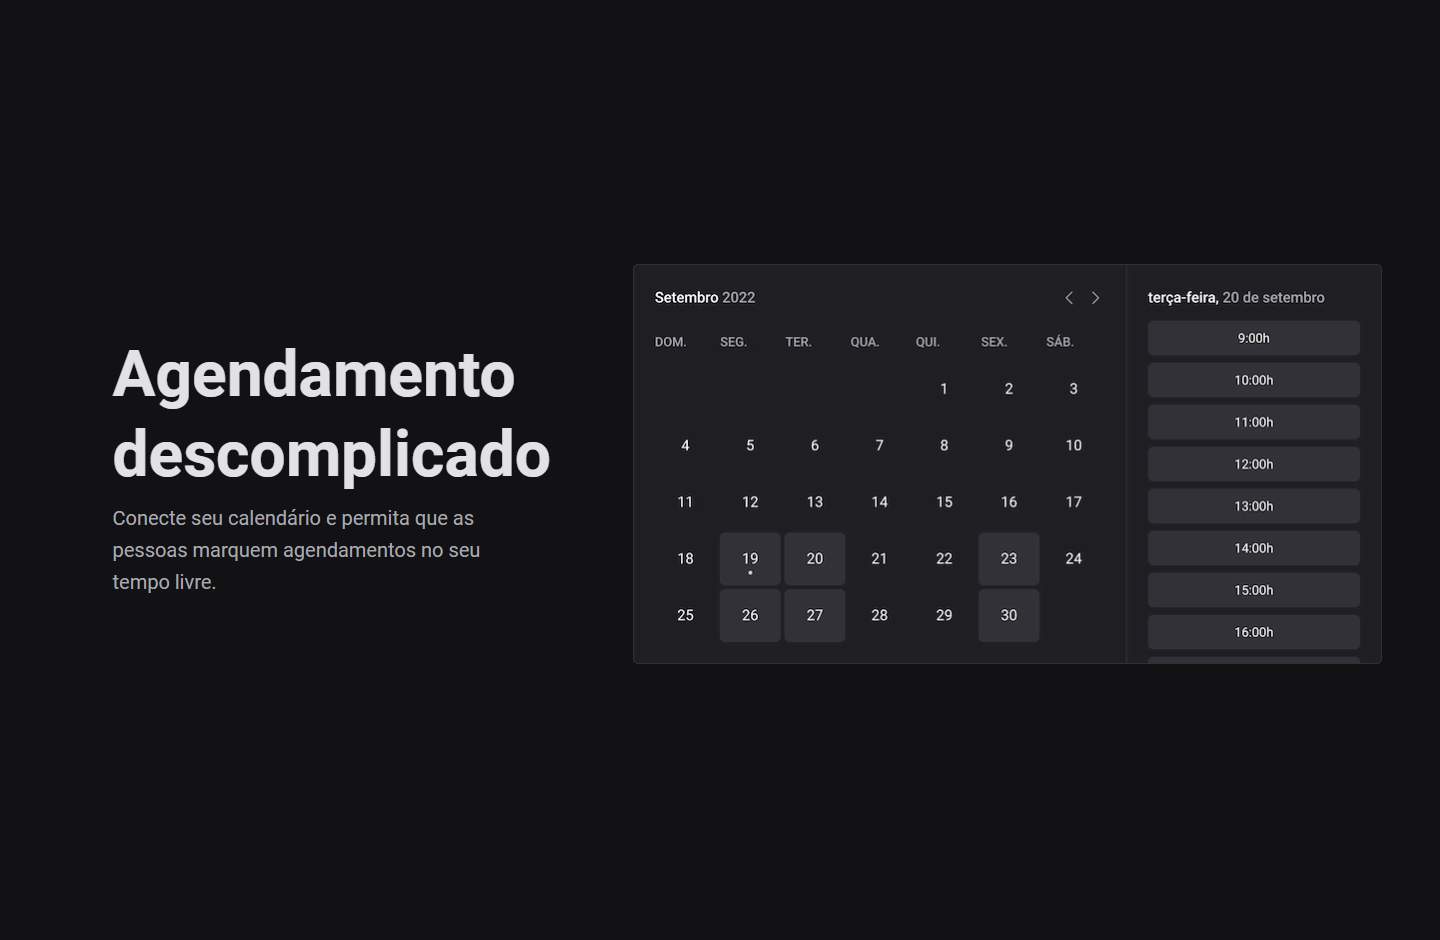 Agendamento
descomplicado
Conecte seu calendário e permita que as
pessoas marquem agendamentos no seu
tempo livre.
Setembro 2022
DOM. SEG. TER. QUA. QUI. SEX. SÁB.
1 2 3
4 5 6 7 8 9 10
11 12 13 14 15 16 17
18 19 20 21 22 23 24
25 26 27 28 29 30
terça-feira, 20 de setembro
9:00h
10:00h
11:00h
12:00h
13:00h
14:00h
15:00h
16:00h